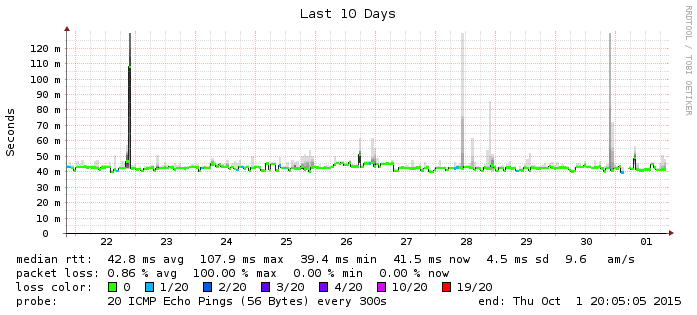 Last 10 Days
RRDTOOL / TOBI OETIKER
Seconds
120 m
110 m
100 m
90 m
80 m
70 m
60 m
50 m
40 m
30 m
20 m
10 m
0
22 23 24 25 26 27 28 29 30 01
median rtt: 42.8 ms avg 107.9 ms max 39.4 ms min 41.5 ms now 4.5 ms sd 9.6 am/s
packet loss: 0.86 % avg 100.00 % max 0.00 % min 0.00 % now
loss color: 0 1/20 2/20 3/20 4/20 10/20 19/20
probe: 20 ICMP Echo Pings (56 Bytes) every 300s end: Thu Oct 1 20:05:05 2015